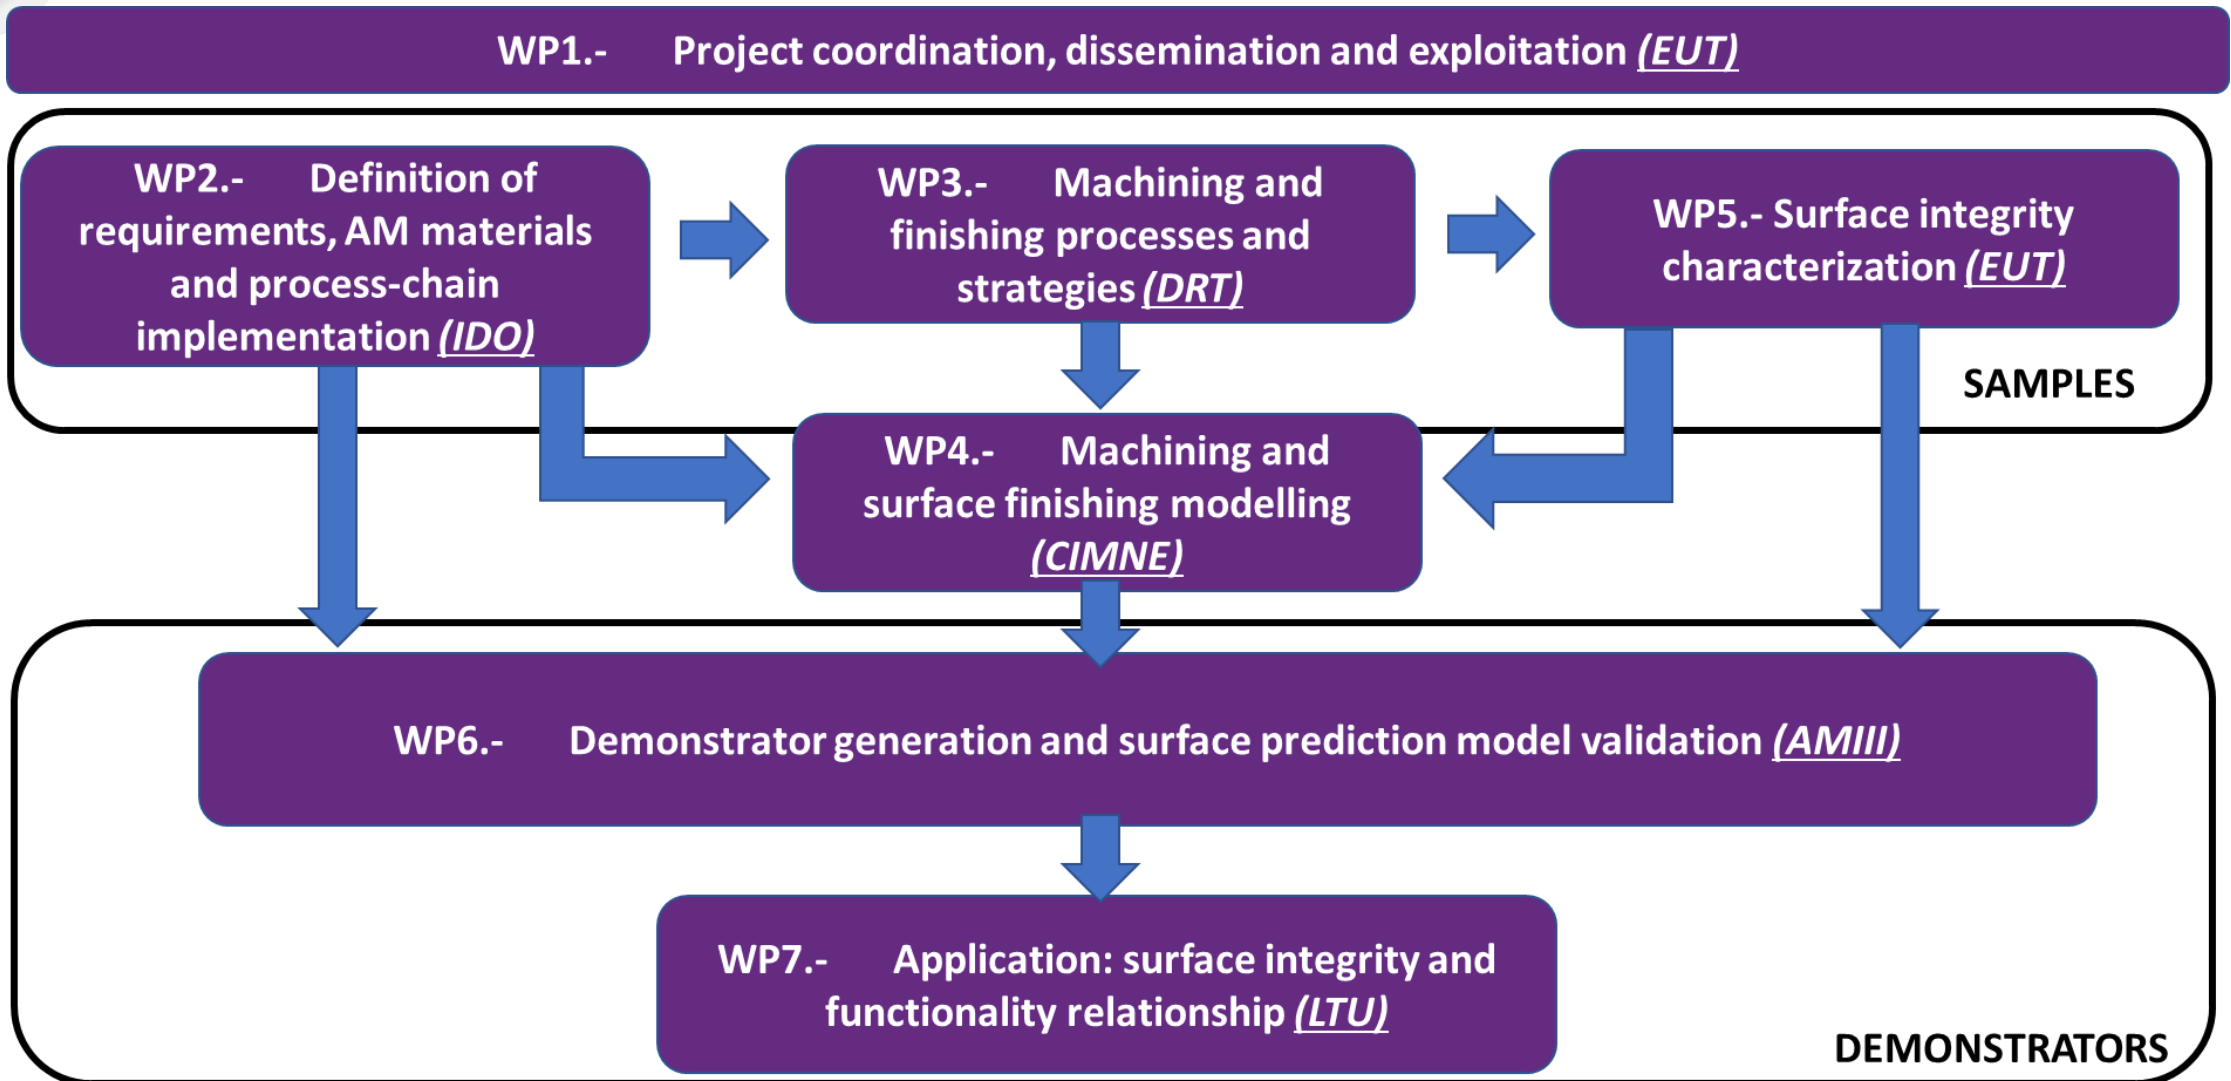 WP1.- Project coordination, dissemination and exploitation (EUT)
WP2.- Definition of
requirements, AM materials
and process-chain
implementation (IDO)
WP3.- Machining and
finishing processes and
strategies (DRT)
WP5.- Surface integrity
characterization (EUT)
SAMPLES
WP4.- Machining and
surface finishing modelling
(CIMNE)
WP6.- Demonstrator generation and surface prediction model validation (AMIII)
WP7.- Application: surface integrity and
functionality relationship (LTU)
DEMONSTRATORS